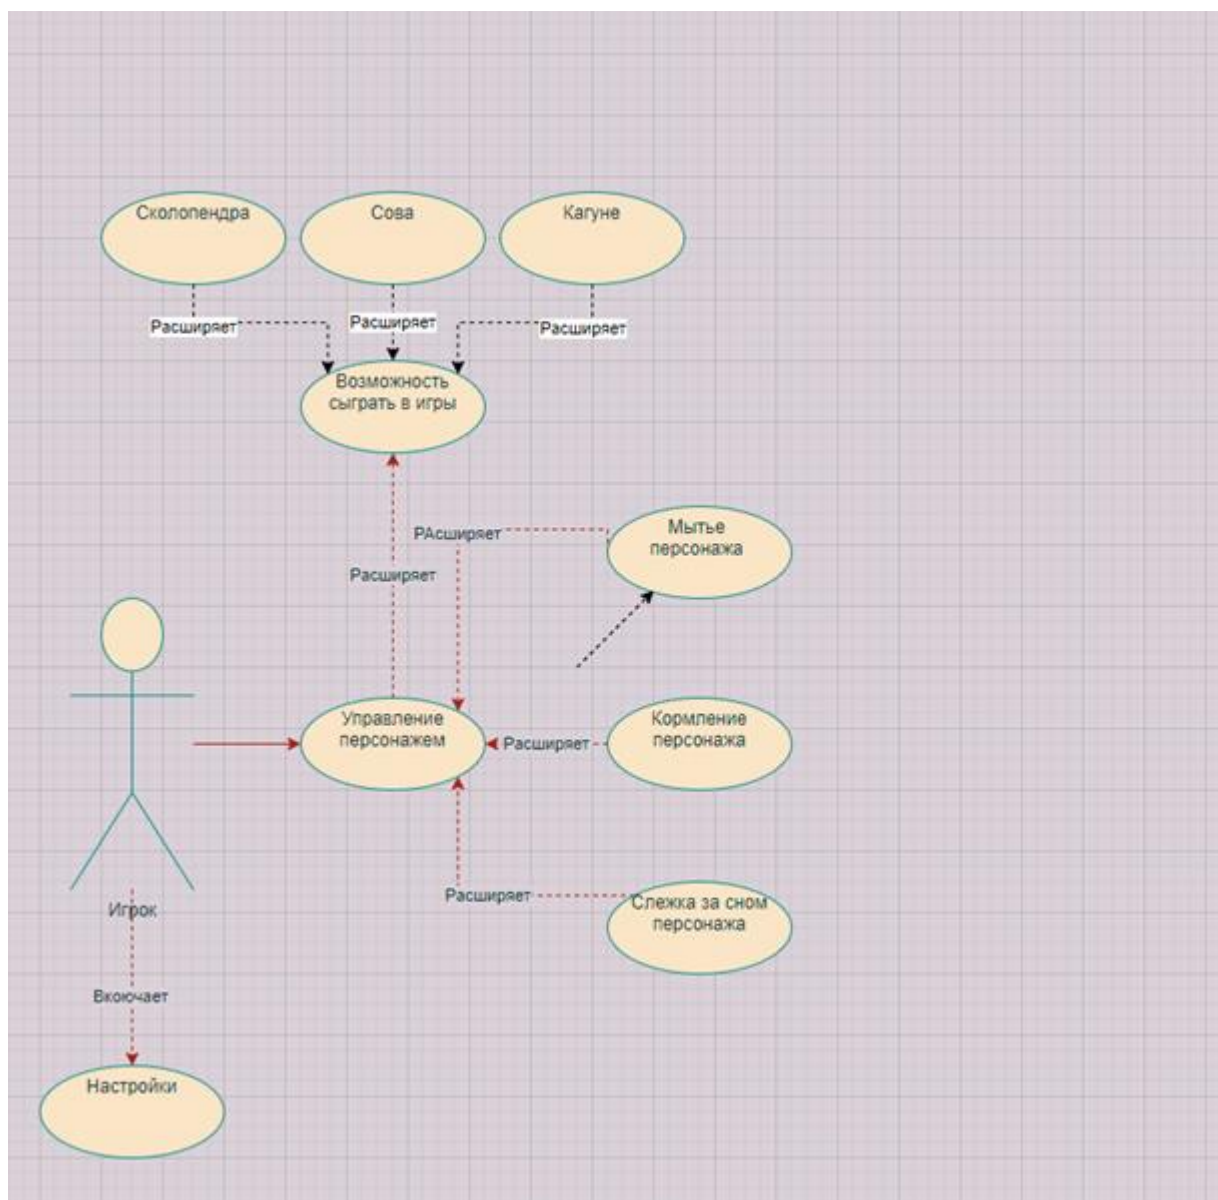 Сколопендра
Сова
Кагуне
Расширяет
Расширяет
Расширяет
Возможность
сыграть в игры
РАсширяет
Мытье
персонажа
Расширяет
Управление
персонажем
Расширяет
Кормление
персонажа
Расширяет
Слежка за сном
персонажа
Игрок
Вкоючает
Настройки